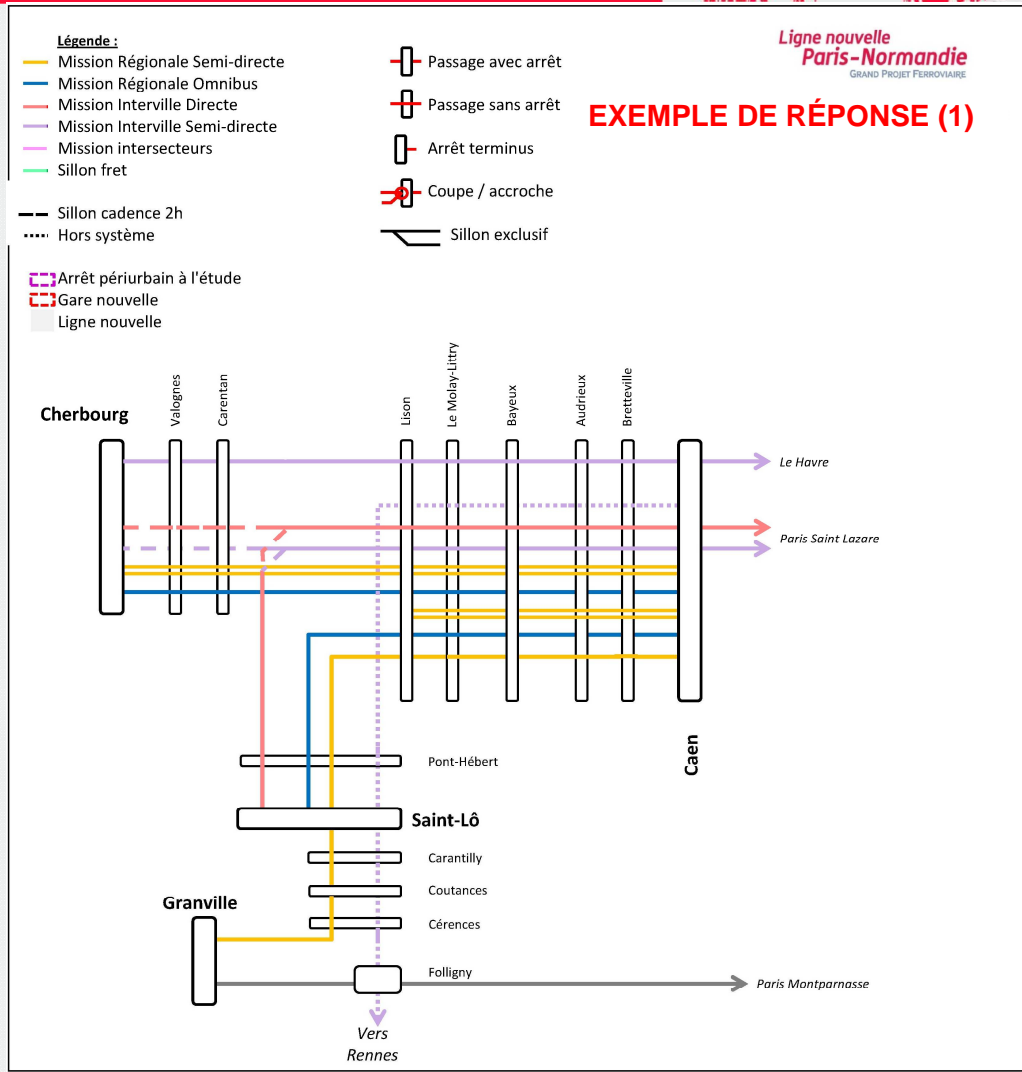 Légende :
Mission Régionale Semi-directe
Mission Régionale Omnibus
Mission Interville Directe
Mission Interville Semi-directe
Mission intersecteurs
Sillon fret
Sillon cadence 2h
Hors système
Arrêt périurbain à l'étude
Gare nouvelle
Ligne nouvelle
Passage avec arrêt
Passage sans arrêt
Arrêt terminus
Coupe / accroche
Sillon exclusif
Ligne nouvelle
Paris-Normandie
GRAND PROJET FERROVIAIRE
EXEMPLE DE RÉPONSE (1)
Cherbourg
Valognes
Carentan
Lison
Le Molay-Littry
Bayeux
Audrieux
Bretteville
Le Havre
Paris Saint Lazare
Caen
Pont-Hébert
Saint-Lô
Carantilly
Coutances
Granville
Cérences
Folligny
Paris Montparnasse
Vers
Rennes